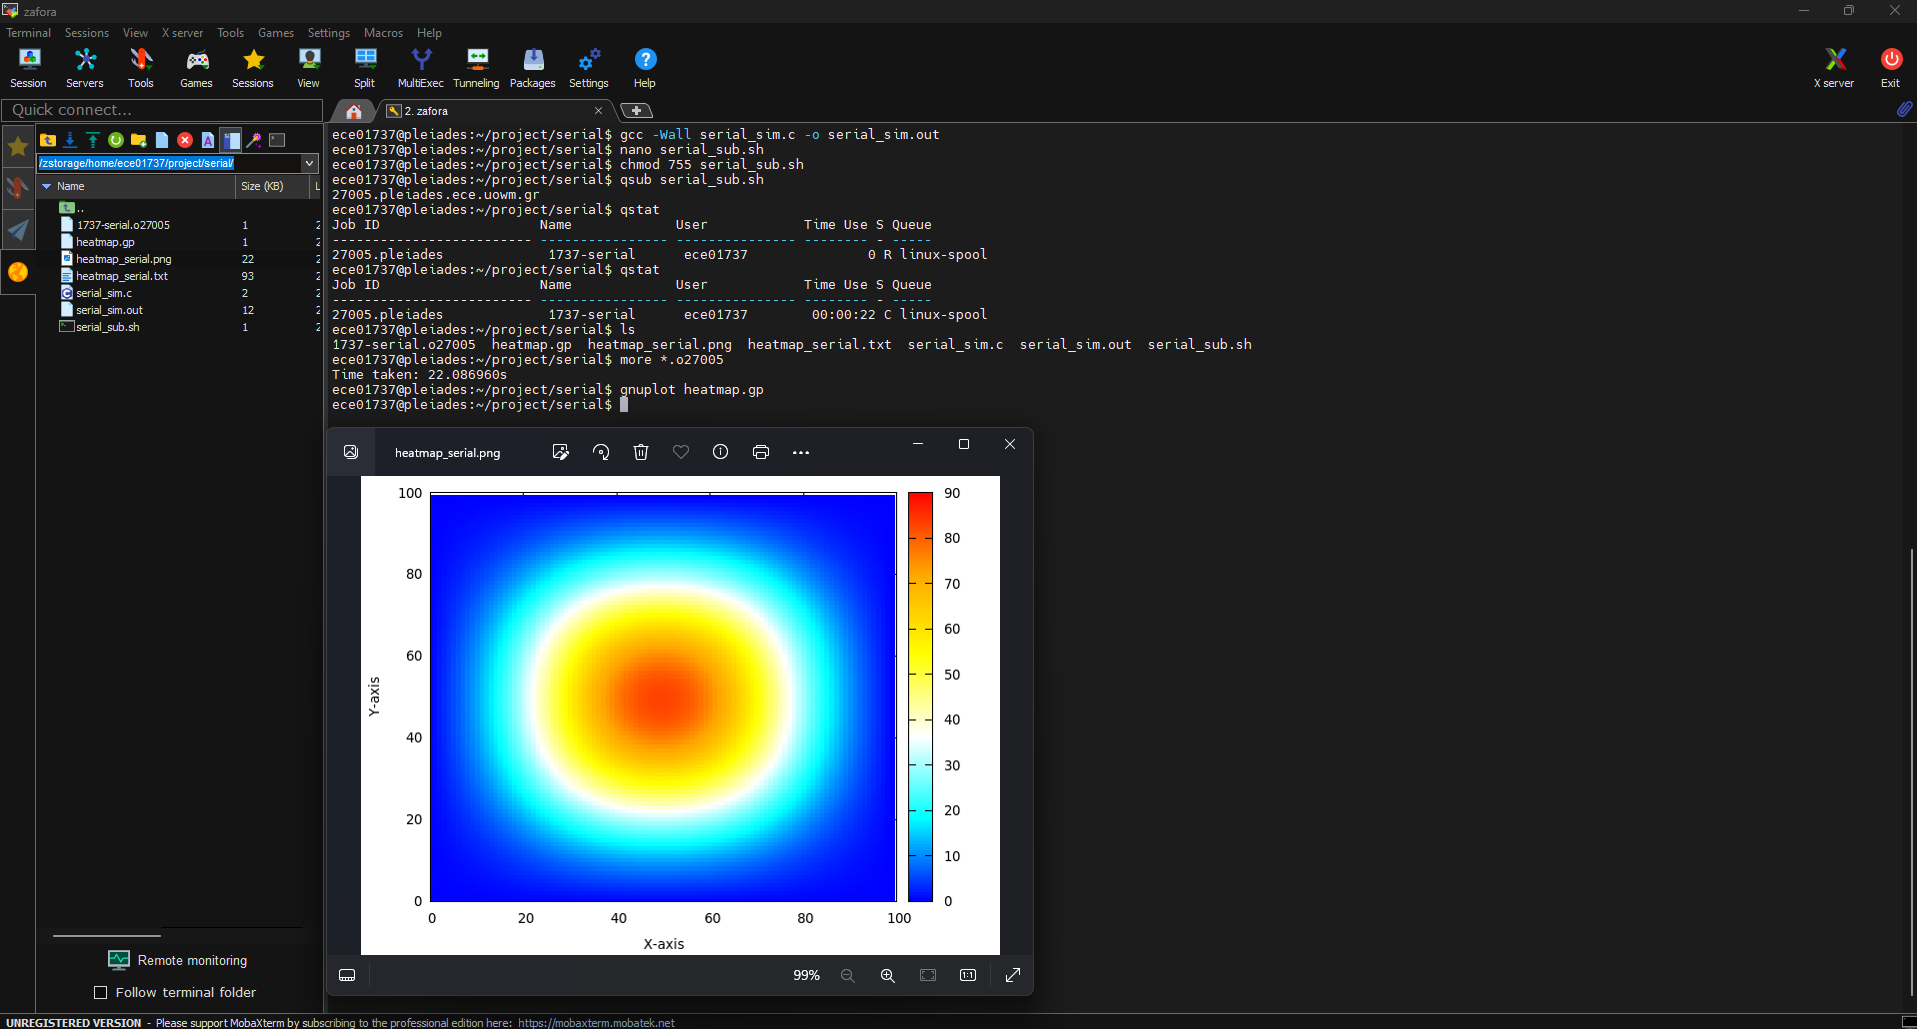 zafora
Terminal Sessions View X server Tools Games Settings Macros Help
Session Servers Tools Games Sessions View Split MultiExec Tunneling Packages Settings Help X server Exit
Quick connect...
2. zafora
/zstorage/home/ece01737/project/serial/
Name Size (KB) L
..
1737-serial.o27005 1 2
heatmap.gp 1 2
heatmap_serial.png 22 2
heatmap_serial.txt 93 2
serial_sim.c 2 2
serial_sim.out 12 2
serial_sub.sh 1 2
ece01737@pleiades:~/project/serial$ gcc -Wall serial_sim.c -o serial_sim.out
ece01737@pleiades:~/project/serial$ nano serial_sub.sh
ece01737@pleiades:~/project/serial$ chmod 755 serial_sub.sh
ece01737@pleiades:~/project/serial$ qsub serial_sub.sh
27005.pleiades.ece.uowm.gr
ece01737@pleiades:~/project/serial$ qstat
Job ID Name User Time Use S Queue
------------------------- ---------------- --------------- -------- - -----
27005.pleiades 1737-serial ece01737 0 R linux-spool
ece01737@pleiades:~/project/serial$ qstat
Job ID Name User Time Use S Queue
------------------------- ---------------- --------------- -------- - -----
27005.pleiades 1737-serial ece01737 00:00:22 C linux-spool
ece01737@pleiades:~/project/serial$ ls
1737-serial.o27005 heatmap.gp heatmap_serial.png heatmap_serial.txt serial_sim.c serial_sim.out serial_sub.sh
ece01737@pleiades:~/project/serial$ more *.o27005
Time taken: 22.086960s
ece01737@pleiades:~/project/serial$ gnuplot heatmap.gp
ece01737@pleiades:~/project/serial$
heatmap_serial.png
100
80
60
40
20
0
Y-axis
0 20 40 60 80 100
X-axis
90
80
70
60
50
40
30
20
10
0
99%
1:1
Remote monitoring
Follow terminal folder
UNREGISTERED VERSION - Please support MobaXterm by subscribing to the professional edition here: https://mobaxterm.mobatek.net